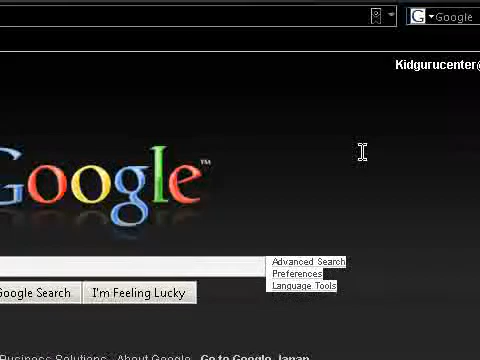 Google
Kidgurucenter@
Google™
Advanced Search
Preferences
Language Tools
Google Search
I'm Feeling Lucky
Business Solutions - About Google - Go to Google Japan